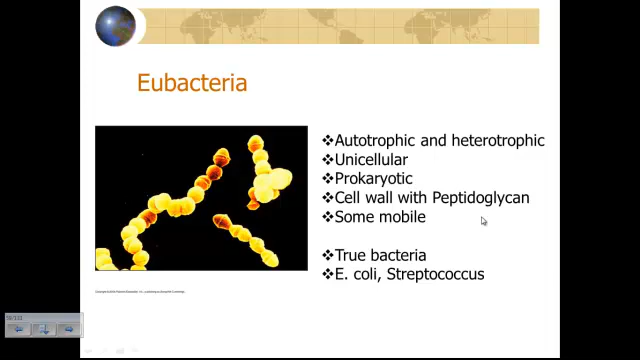 Eubacteria
❖Autotrophic and heterotrophic
❖Unicellular
❖Prokaryotic
❖Cell wall with Peptidoglycan
❖Some mobile
❖True bacteria
❖E. coli, Streptococcus